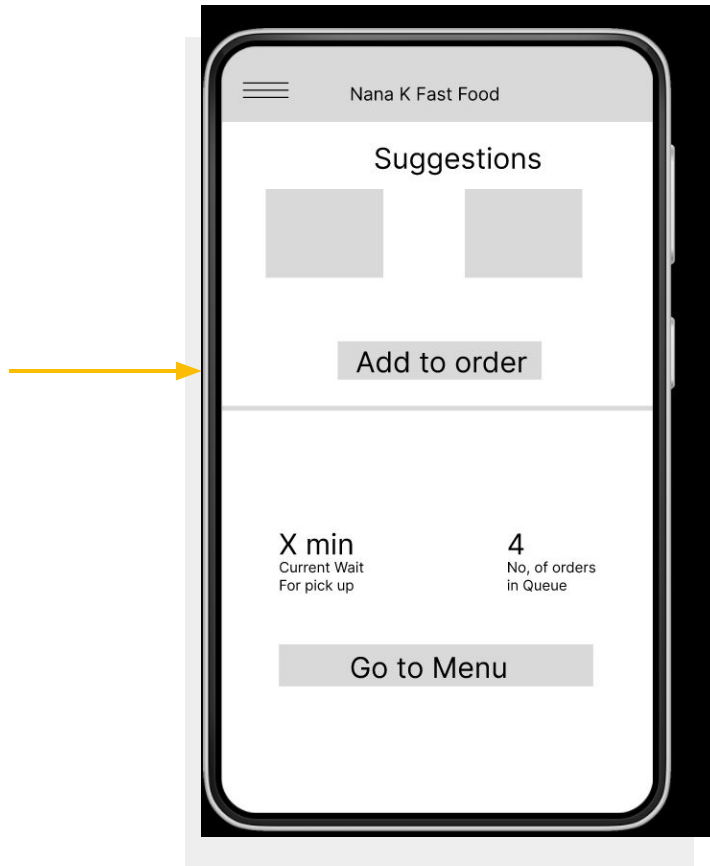 Nana K Fast Food
Suggestions
Add to order
X min
Current Wait
For pick up
4
No, of orders
in Queue
Go to Menu